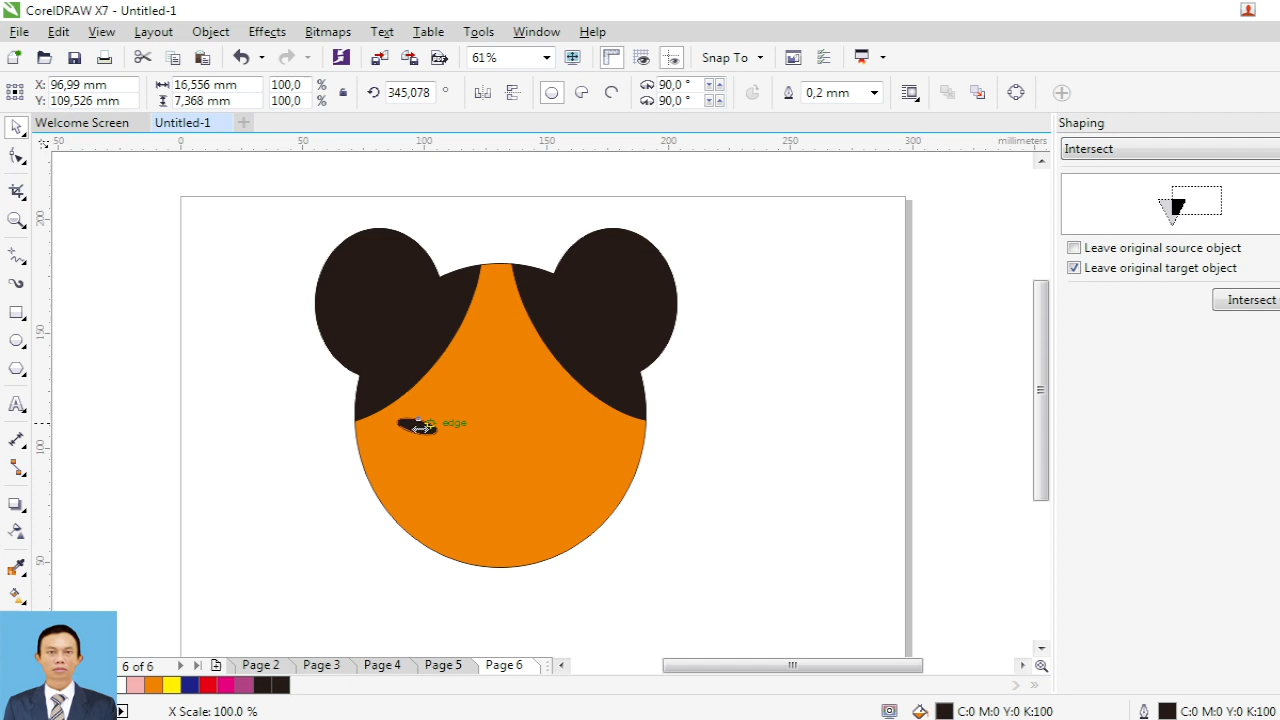 CorelDRAW X7 - Untitled-1
File Edit View Layout Object Effects Bitmaps Text Table Tools Window Help
61% Snap To
X: 96,99 mm 16,556 mm 100,0 % 345,078 ° 90,0 ° 0,2 mm
Y: 109,526 mm 7,368 mm 100,0 % 90,0 °
Welcome Screen Untitled-1 Shaping
50 0 50 100 150 200 250 300 millimeters
Intersect
200
Leave original source object
Leave original target object
Intersect
150
edge
100
50
6 of 6 Page 2 Page 3 Page 4 Page 5 Page 6
X Scale: 100.0 % C:0 M:0 Y:0 K:100 C:0 M:0 Y:0 K:100